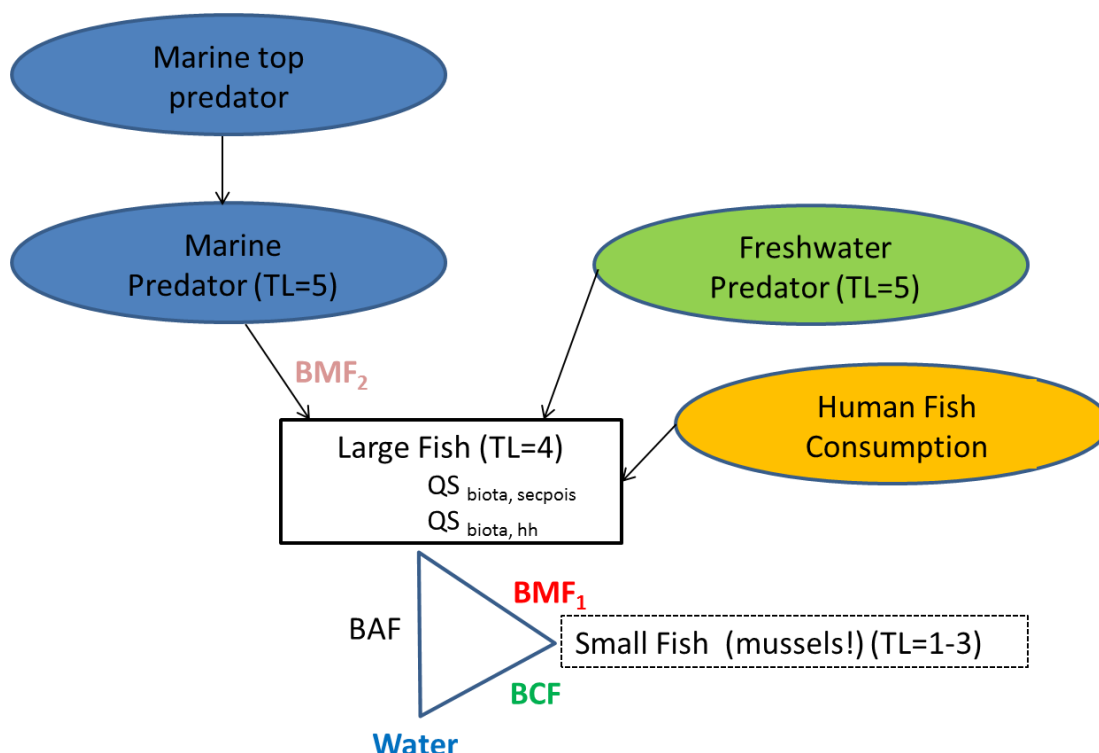 Marine top
predator
Marine
Predator (TL=5)
Freshwater
Predator (TL=5)
BMF2
Human Fish
Consumption
Large Fish (TL=4)
QS biota, secpois
QS biota, hh
BMF1
BAF
Small Fish (mussels!) (TL=1-3)
BCF
Water